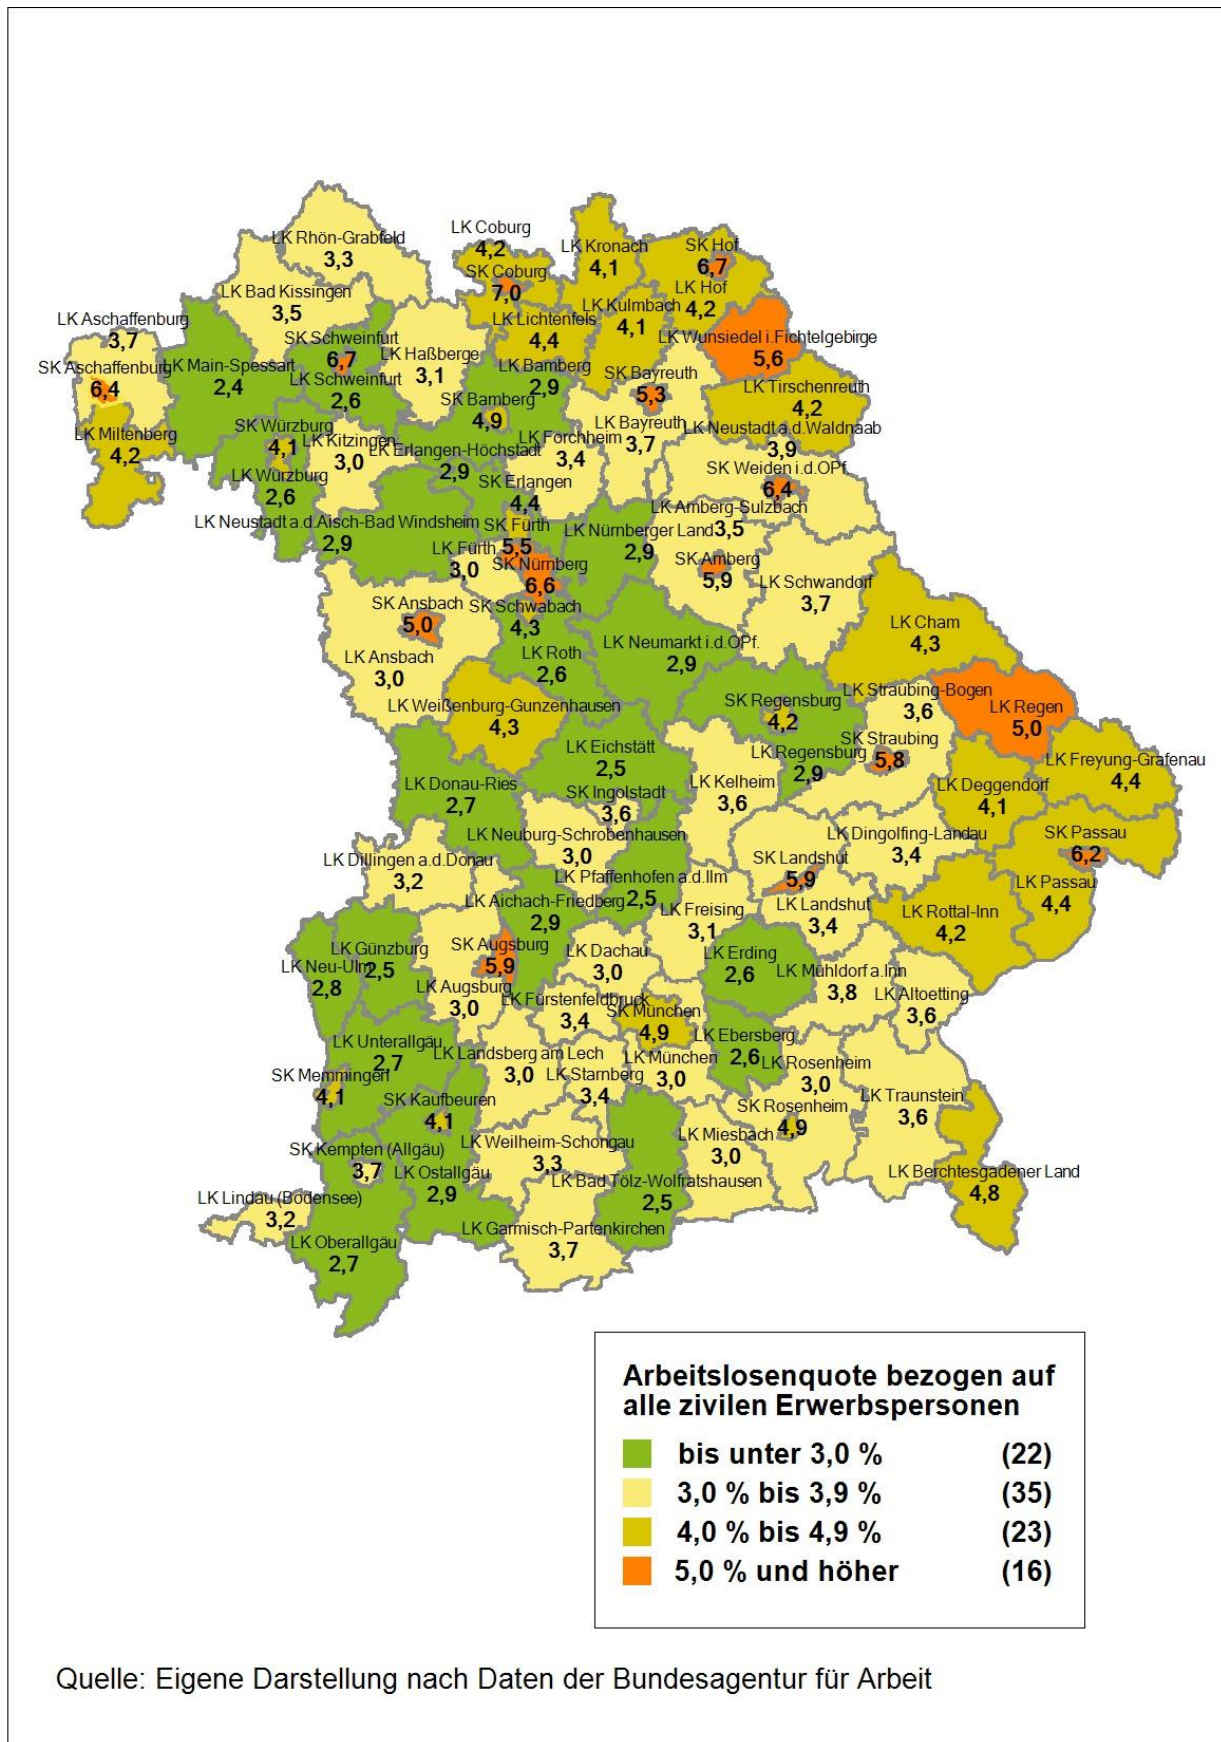 LK Rhön-Grabfeld
3,3
LK Coburg
4,2
LK Kronach
4,1
SK Hof
6,7
SK Coburg
7,0
LK Hof
4,2
LK Bad Kissingen
3,5
LK Kulmbach
4,1
LK Aschaffenburg
3,7
SK Schweinfurt
6,7
LK Lichtenfels
4,4
LK Wunsiedel i.Fichtelgebirge
5,6
SK Aschaffenburg
6,4
LK Main-Spessart
2,4
LK Haßberge
3,1
LK Bamberg
2,9
SK Bayreuth
5,3
LK Schweinfurt
2,6
LK Tirschenreuth
4,2
SK Bamberg
4,9
LK Bayreuth
3,7
LK Miltenberg
4,2
SK Würzburg
4,1
LK Kitzingen
3,0
LK Forchheim
3,4
LK Neustadt a.d.Waldnaab
3,9
LK Erlangen-Höchstadt
2,9
LK Würzburg
2,6
SK Erlangen
4,4
SK Weiden i.d.OPf.
6,4
LK Amberg-Sulzbach
3,5
LK Neustadt a.d.Aisch-Bad Windsheim
2,9
SK Fürth
5,5
LK Nürnberger Land
2,9
LK Fürth
3,0
SK Nürnberg
6,6
SK Amberg
5,9
LK Schwandorf
3,7
SK Ansbach
5,0
SK Schwabach
4,3
LK Cham
4,3
LK Neumarkt i.d.OPf.
2,9
LK Roth
2,6
LK Ansbach
3,0
LK Weißenburg-Gunzenhausen
4,3
SK Regensburg
4,2
LK Straubing-Bogen
3,6
LK Regen
5,0
SK Straubing
5,8
LK Eichstätt
2,5
LK Regensburg
2,9
LK Freyung-Grafenau
4,4
LK Donau-Ries
2,7
SK Ingolstadt
3,6
LK Kelheim
3,6
LK Deggendorf
4,1
LK Neuburg-Schrobenhausen
3,0
LK Dingolfing-Landau
3,4
SK Passau
6,2
LK Dillingen a.d.Donau
3,2
SK Landshut
5,9
LK Pfaffenhofen a.d.Ilm
2,5
LK Passau
4,4
LK Aichach-Friedberg
2,9
LK Freising
3,1
LK Landshut
3,4
LK Rottal-Inn
4,2
LK Günzburg
2,5
SK Augsburg
5,9
LK Dachau
3,0
LK Erding
2,6
LK Neu-Ulm
2,8
LK Mühldorf a.Inn
3,8
LK Augsburg
3,0
LK Altoetting
3,6
LK Fürstenfeldbruck
3,4
SK München
4,9
LK Unterallgäu
2,7
LK Ebersberg
2,6
LK Landsberg am Lech
3,0
LK München
3,0
LK Rosenheim
3,0
SK Memmingen
4,1
LK Starnberg
3,4
LK Traunstein
3,6
SK Kaufbeuren
4,1
SK Rosenheim
4,9
LK Miesbach
3,0
LK Weilheim-Schongau
3,3
SK Kempten (Allgäu)
3,7
LK Ostallgäu
2,9
LK Berchtesgadener Land
4,8
LK Bad Tölz-Wolfratshausen
2,5
LK Lindau (Bodensee)
3,2
LK Garmisch-Partenkirchen
3,7
LK Oberallgäu
2,7
Arbeitslosenquote bezogen auf
alle zivilen Erwerbspersonen
bis unter 3,0 % (22)
3,0 % bis 3,9 % (35)
4,0 % bis 4,9 % (23)
5,0 % und höher (16)
Quelle: Eigene Darstellung nach Daten der Bundesagentur für Arbeit